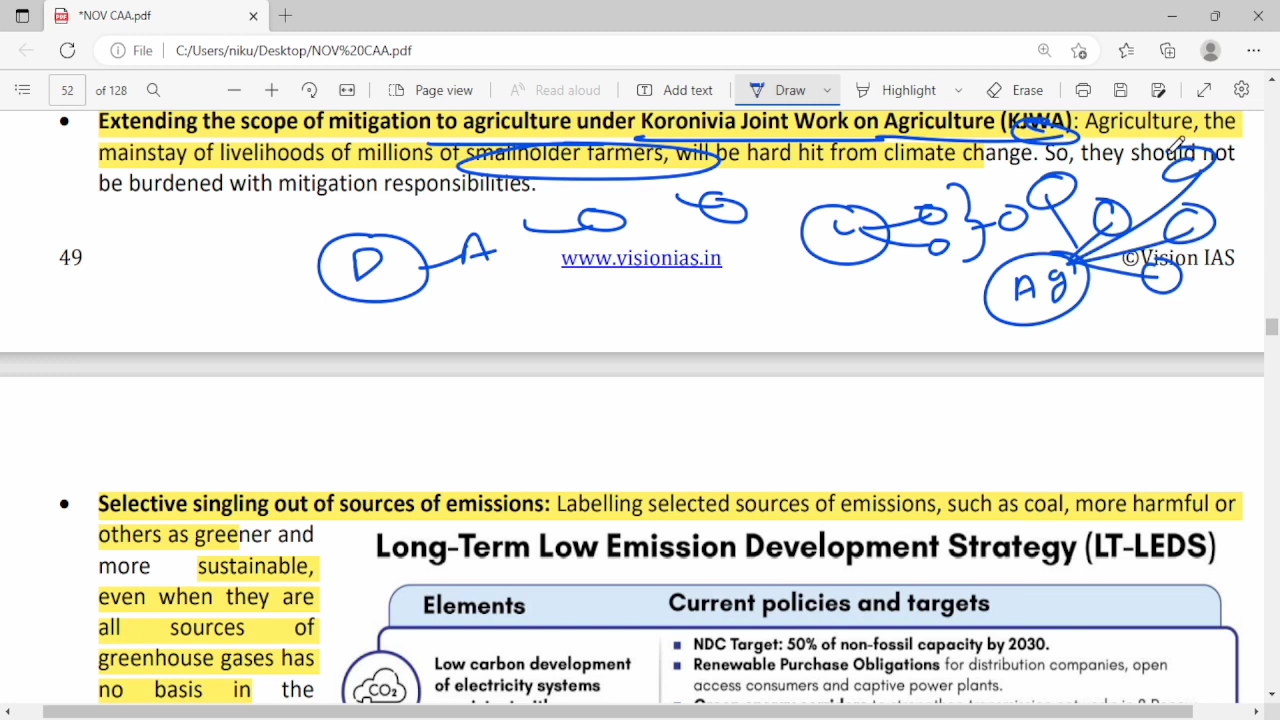 *NOV CAA.pdf
File C:/Users/niku/Desktop/NOV%20CAA.pdf
52 of 128 Page view Read aloud Add text Draw Highlight Erase
• Extending the scope of mitigation to agriculture under Koronivia Joint Work on Agriculture (KJWA): Agriculture, the
mainstay of livelihoods of millions of smallholder farmers, will be hard hit from climate change. So, they should not
be burdened with mitigation responsibilities.
D A
Ag
49 www.visionias.in ©Vision IAS
• Selective singling out of sources of emissions: Labelling selected sources of emissions, such as coal, more harmful or
others as greener and
more sustainable,
even when they are
all sources of
greenhouse gases has
no basis in the
Long-Term Low Emission Development Strategy (LT-LEDS)
Elements Current policies and targets
CO2
Low carbon development
of electricity systems
▪ NDC Target: 50% of non-fossil capacity by 2030.
▪ Renewable Purchase Obligations for distribution companies, open
access consumers and captive power plants.